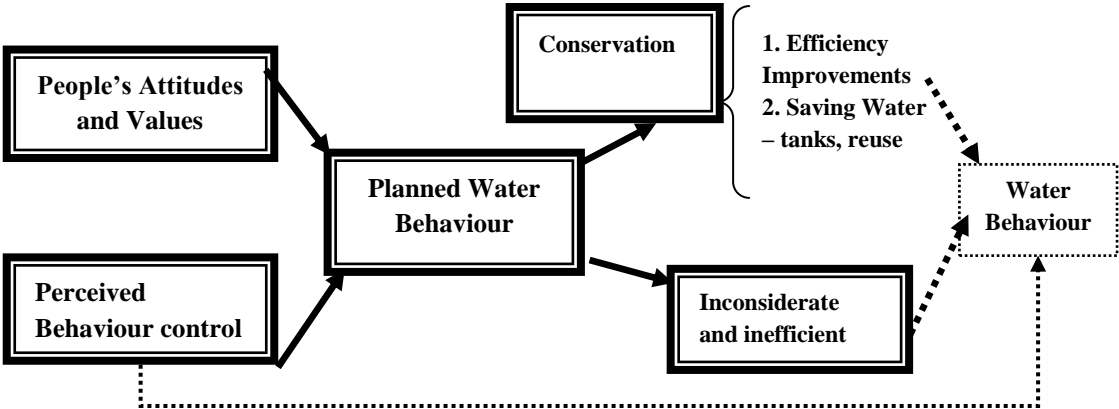 People’s Attitudes
and Values
Perceived
Behaviour control
Planned Water
Behaviour
Conservation
1. Efficiency
Improvements
2. Saving Water
– tanks, reuse
Inconsiderate
and inefficient
Water
Behaviour